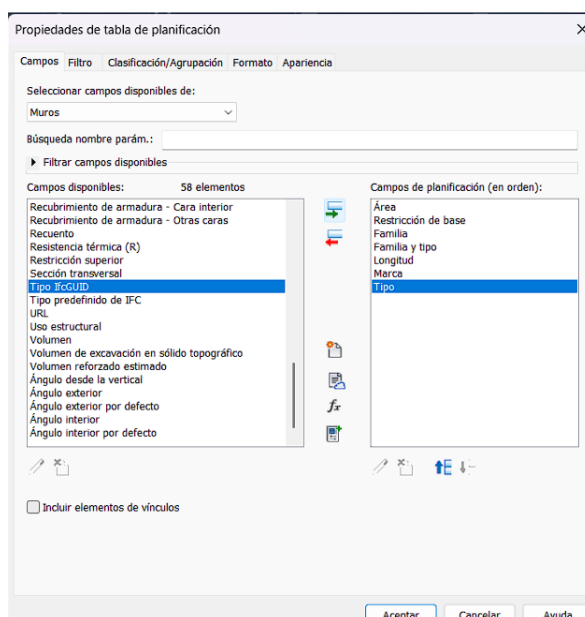 Propiedades de tabla de planificación
Campos Filtro Clasificación/Agrupación Formato Apariencia
Seleccionar campos disponibles de:
Muros
Búsqueda nombre parám.:
Filtrar campos disponibles
Campos disponibles: 58 elementos
Recubrimiento de armadura - Cara interior
Recubrimiento de armadura - Otras caras
Recuento
Resistencia térmica (R)
Restricción superior
Sección transversal
Tipo IfcGUID
Tipo predefinido de IFC
URL
Uso estructural
Volumen
Volumen de excavación en sólido topográfico
Volumen reforzado estimado
Ángulo desde la vertical
Ángulo exterior
Ángulo exterior por defecto
Ángulo interior
Ángulo interior por defecto
fx
Campos de planificación (en orden):
Área
Restricción de base
Familia
Familia y tipo
Longitud
Marca
Tipo
Incluir elementos de vínculos
Aceptar Cancelar Ayuda